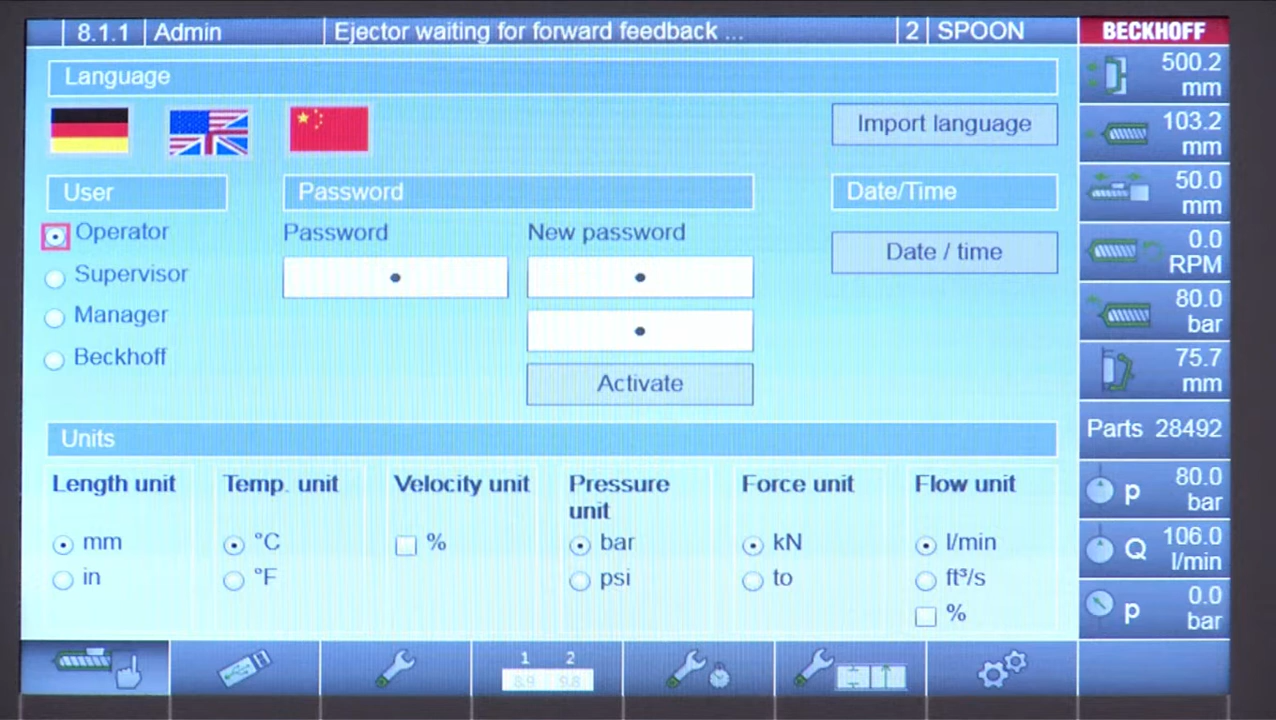 8.1.1 Admin Ejector waiting for forward feedback ... 2 SPOON BECKHOFF
Language
Import language
User Password Date/Time
Operator Password New password
Date / time
Supervisor
Manager
Beckhoff
Activate
Units
Length unit Temp. unit Velocity unit Pressure unit Force unit Flow unit
mm °C % bar kN l/min
in °F psi to ft³/s
%
500.2
mm
103.2
mm
50.0
mm
0.0
RPM
80.0
bar
75.7
mm
Parts 28492
p 80.0
bar
Q 106.0
l/min
p 0.0
bar
1 2
8.9 9.8